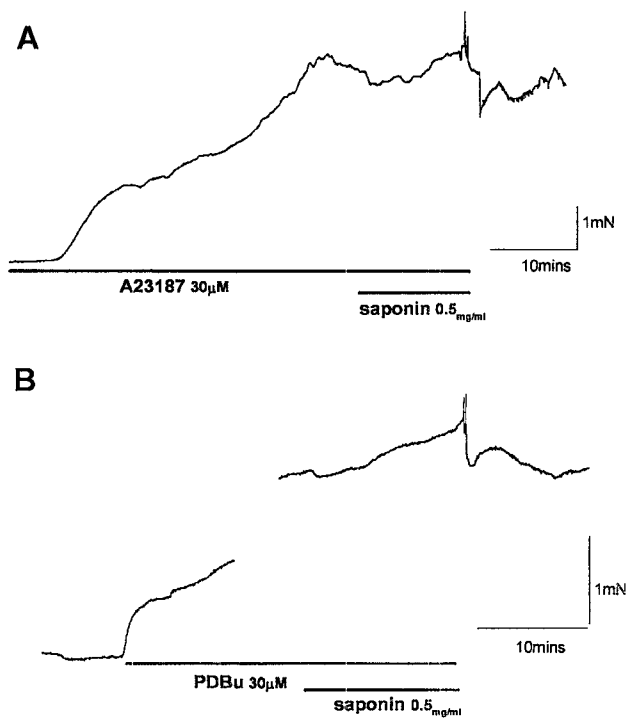 A
1mN
10mins
A23187 30μM
saponin 0.5mg/ml
B
1mN
10mins
PDBu 30μM
saponin 0.5mg/ml